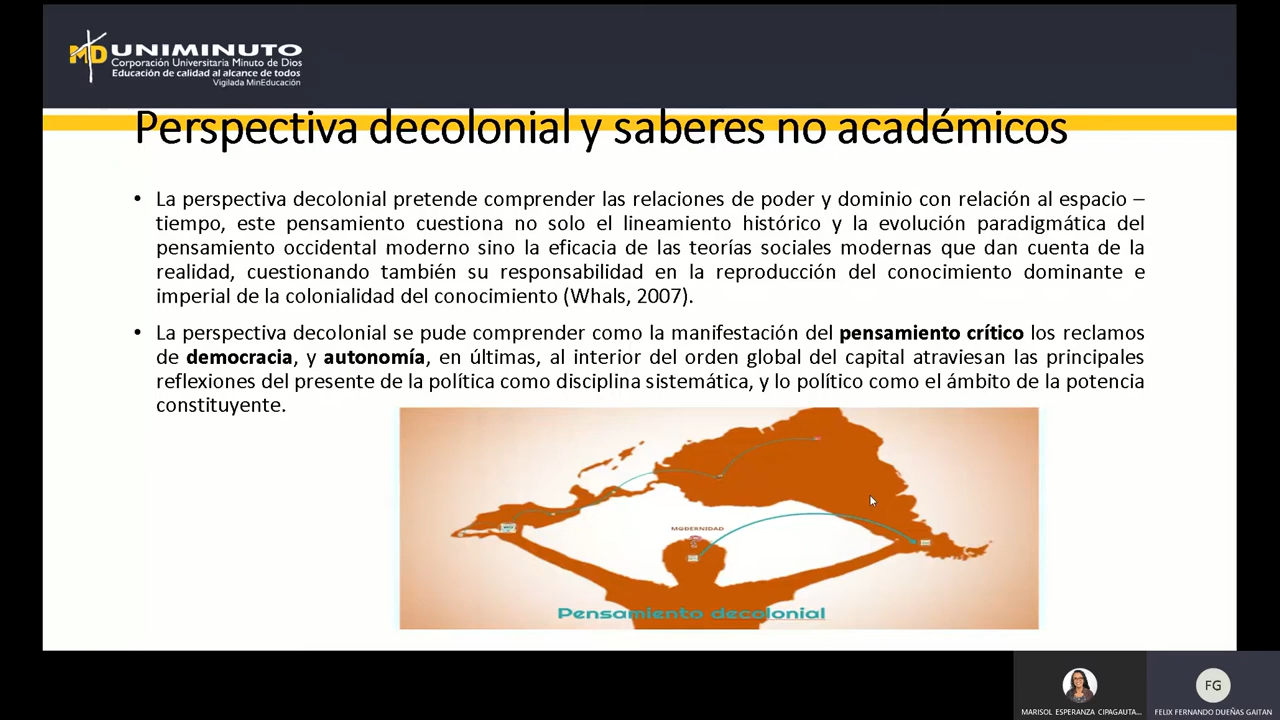 MD UNIMINUTO
Corporación Universitaria Minuto de Dios
Educación de calidad al alcance de todos
Vigilada MinEducación
Perspectiva decolonial y saberes no académicos
• La perspectiva decolonial pretende comprender las relaciones de poder y dominio con relación al espacio –
tiempo, este pensamiento cuestiona no solo el lineamiento histórico y la evolución paradigmática del
pensamiento occidental moderno sino la eficacia de las teorías sociales modernas que dan cuenta de la
realidad, cuestionando también su responsabilidad en la reproducción del conocimiento dominante e
imperial de la colonialidad del conocimiento (Whals, 2007).
• La perspectiva decolonial se pude comprender como la manifestación del pensamiento crítico los reclamos
de democracia, y autonomía, en últimas, al interior del orden global del capital atraviesan las principales
reflexiones del presente de la política como disciplina sistemática, y lo político como el ámbito de la potencia
constituyente.
MODERNIDAD
Pensamiento decolonial
FG
MARISOL ESPERANZA CIPAGAUTA...
FELIX FERNANDO DUEÑAS GAITAN